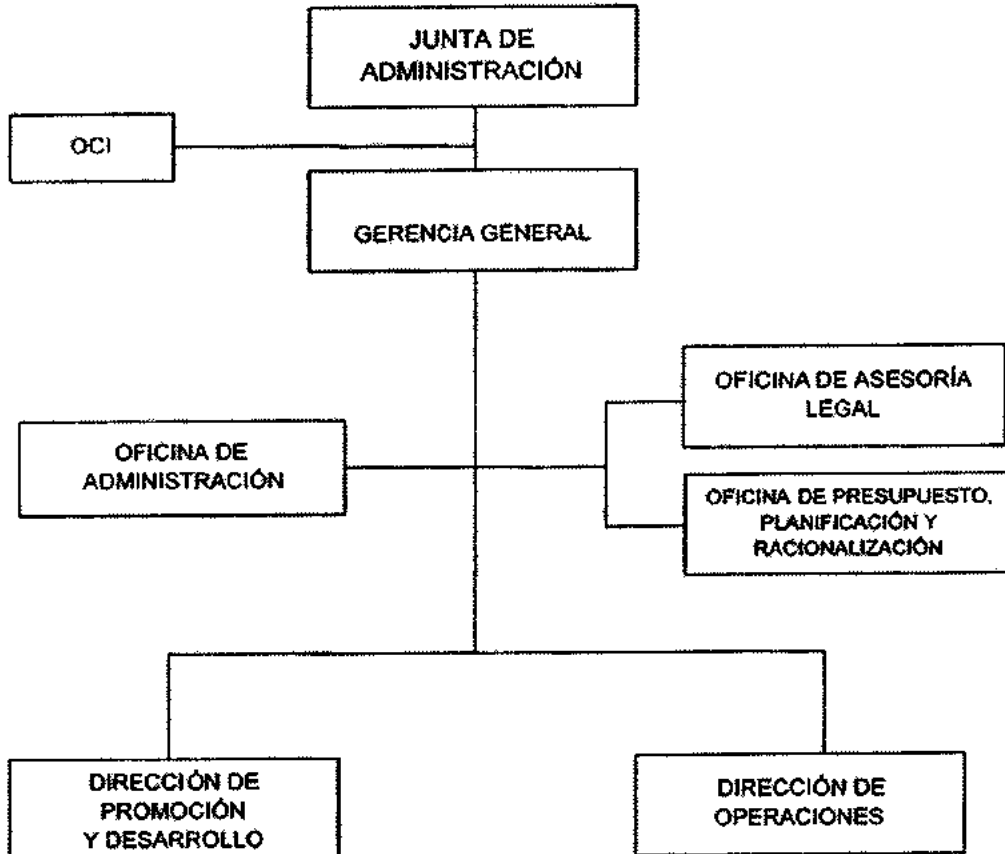 JUNTA DE
ADMINISTRACIÓN
OCI
GERENCIA GENERAL
OFICINA DE ASESORÍA
LEGAL
OFICINA DE
ADMINISTRACIÓN
OFICINA DE PRESUPUESTO,
PLANIFICACIÓN Y
RACIONALIZACIÓN
DIRECCIÓN DE
PROMOCIÓN
Y DESARROLLO
DIRECCIÓN DE
OPERACIONES